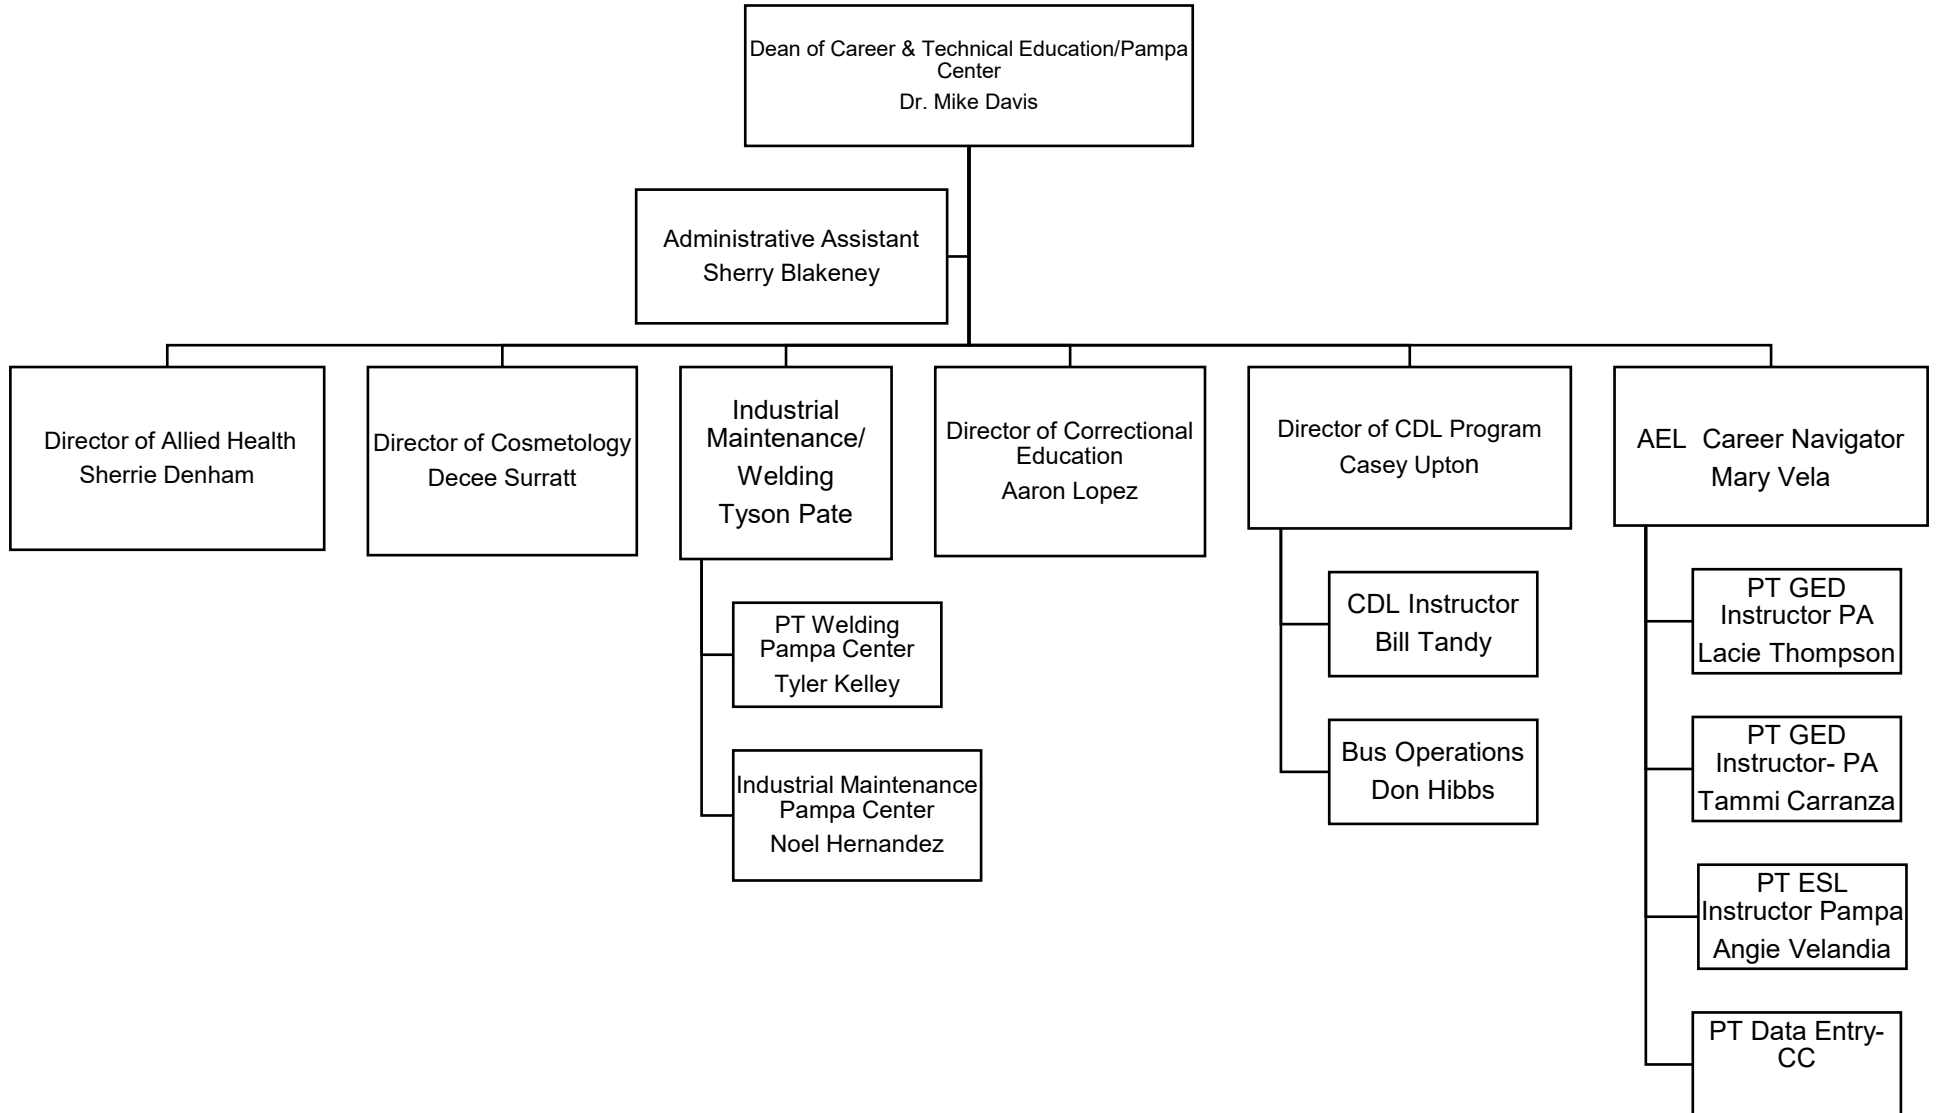 Dean of Career & Technical Education/Pampa
Center
Dr. Mike Davis
Administrative Assistant
Sherry Blakeney
Director of Allied Health
Sherrie Denham
Director of Cosmetology
Decee Surratt
Industrial
Maintenance/
Welding
Tyson Pate
Director of Correctional
Education
Aaron Lopez
Director of CDL Program
Casey Upton
AEL  Career Navigator
Mary Vela
PT Welding
Pampa Center
Tyler Kelley
Industrial Maintenance
Pampa Center
Noel Hernandez
CDL Instructor
Bill Tandy
Bus Operations
Don Hibbs
PT GED
Instructor PA
Lacie Thompson
PT GED
Instructor- PA
Tammi Carranza
PT ESL
Instructor Pampa
Angie Velandia
PT Data Entry-
CC